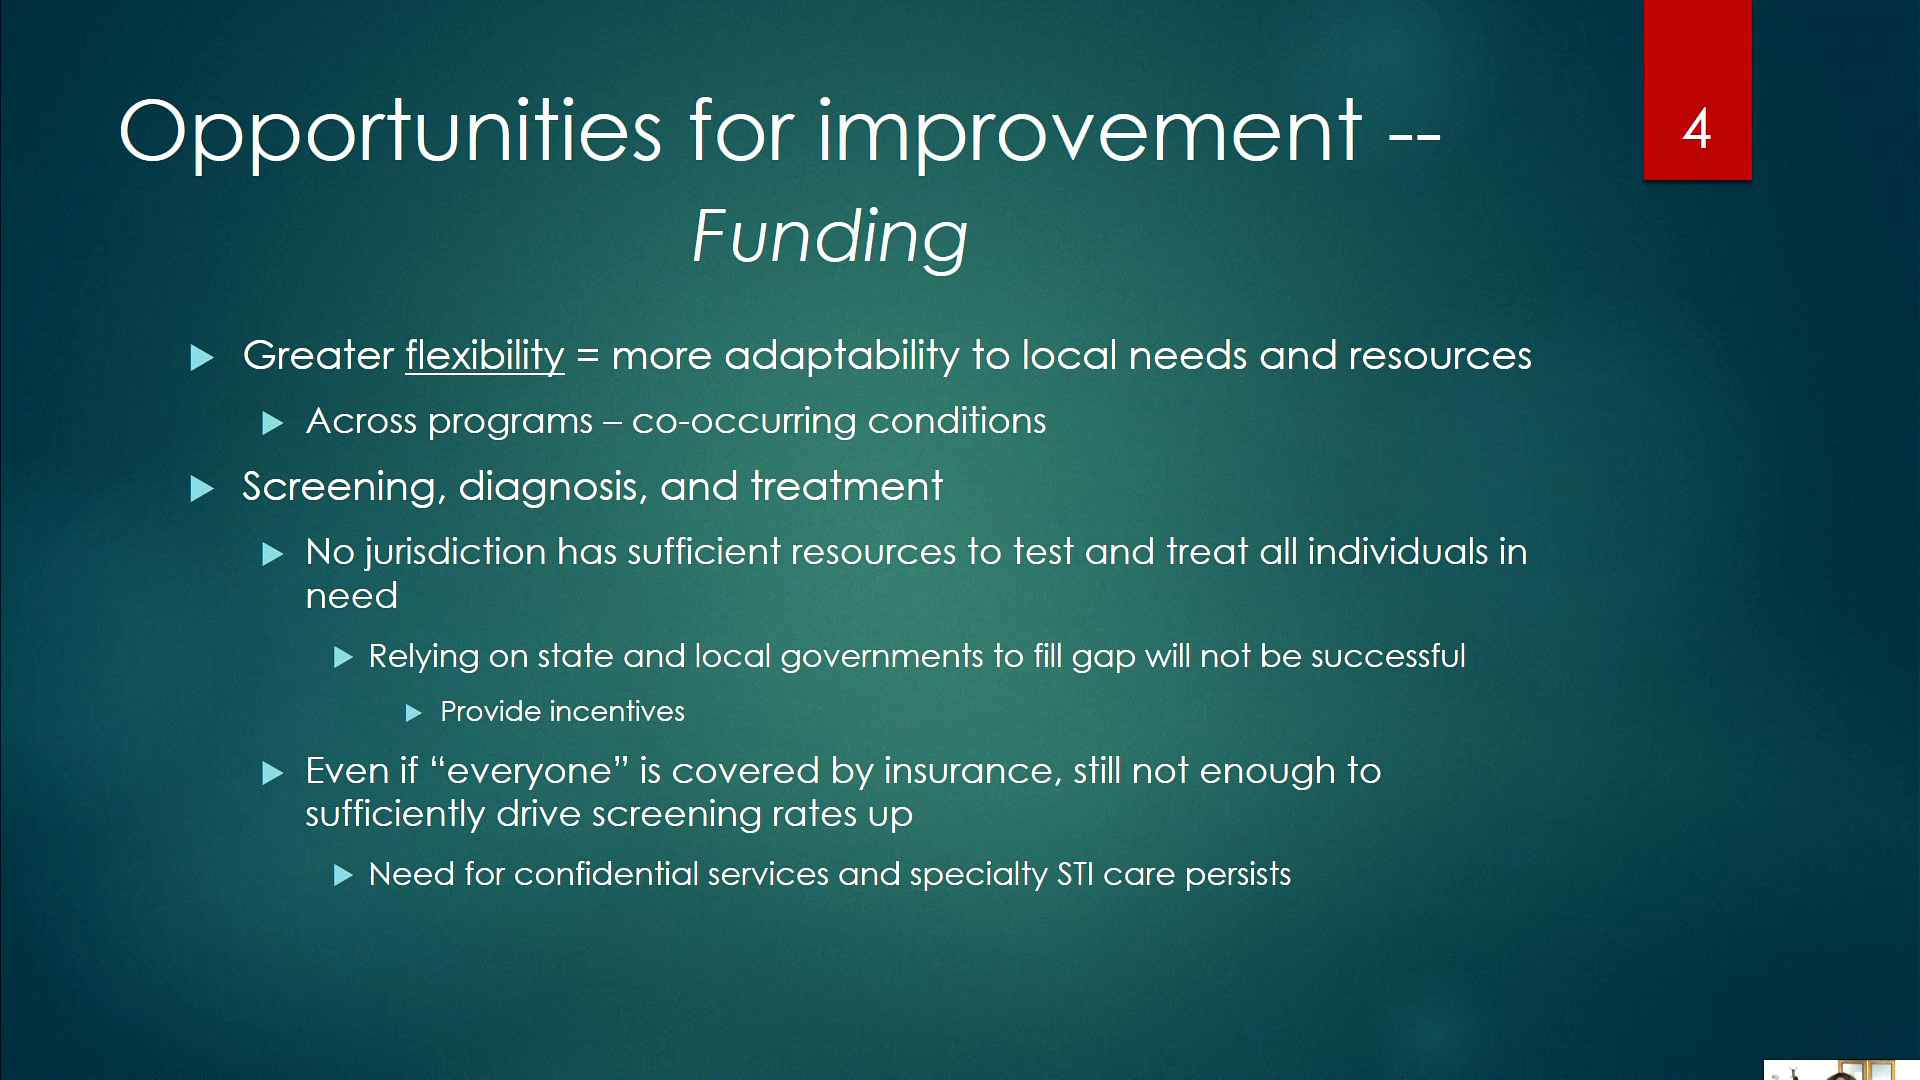 Opportunities for improvement --
4
Funding
Greater flexibility = more adaptability to local needs and resources
Across programs – co-occurring conditions
Screening, diagnosis, and treatment
No jurisdiction has sufficient resources to test and treat all individuals in
need
Relying on state and local governments to fill gap will not be successful
Provide incentives
Even if “everyone” is covered by insurance, still not enough to
sufficiently drive screening rates up
Need for confidential services and specialty STI care persists